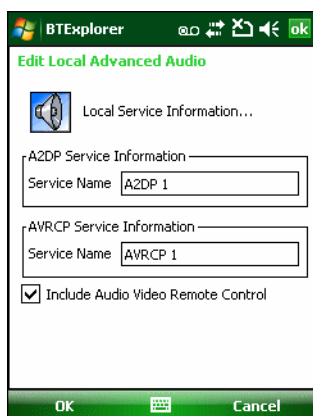 BTExplorer ok
Edit Local Advanced Audio
Local Service Information...
A2DP Service Information
Service Name A2DP 1
AVRCP Service Information
Service Name AVRCP 1
Include Audio Video Remote Control
OK Cancel